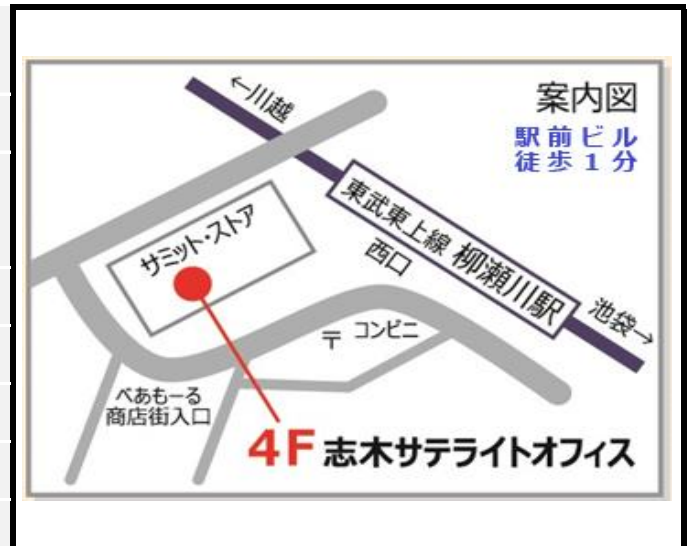 案内図
駅前ビル
徒歩1分
←川越
東武東上線 柳瀬川駅
西口
池袋→
サミット・ストア
〒 コンビニ
べあもーる
商店街入口
4F 志木サテライトオフィス